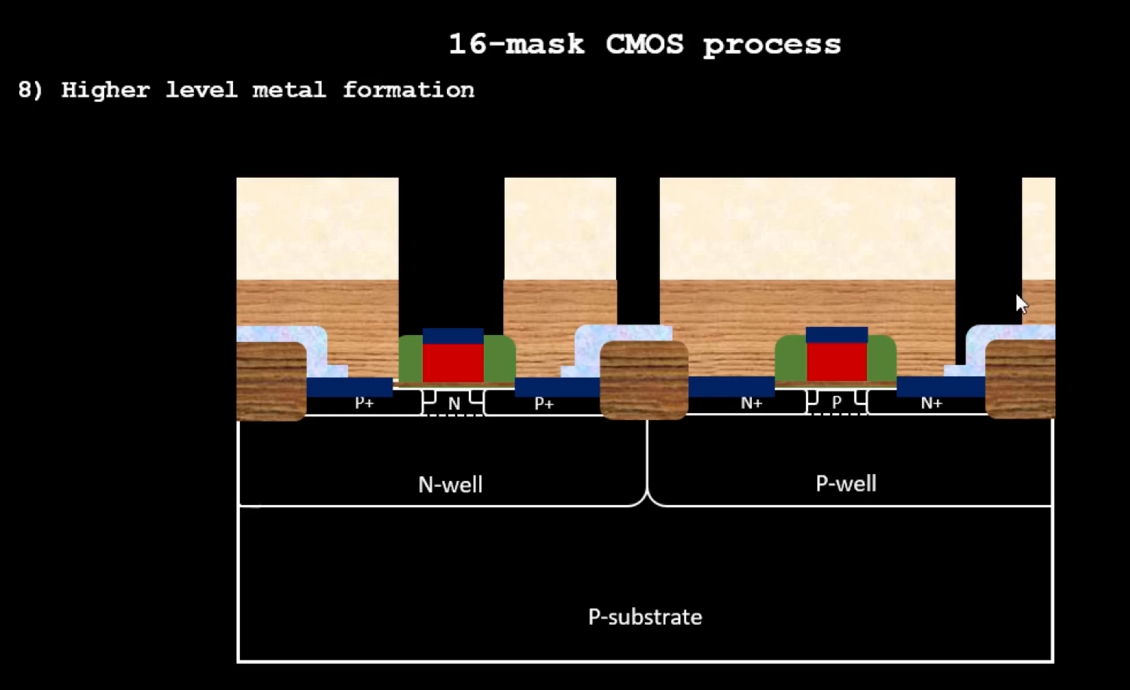 16-mask CMOS process
8) Higher level metal formation
P+ N P+ N+ P N+
N-well P-well
P-substrate